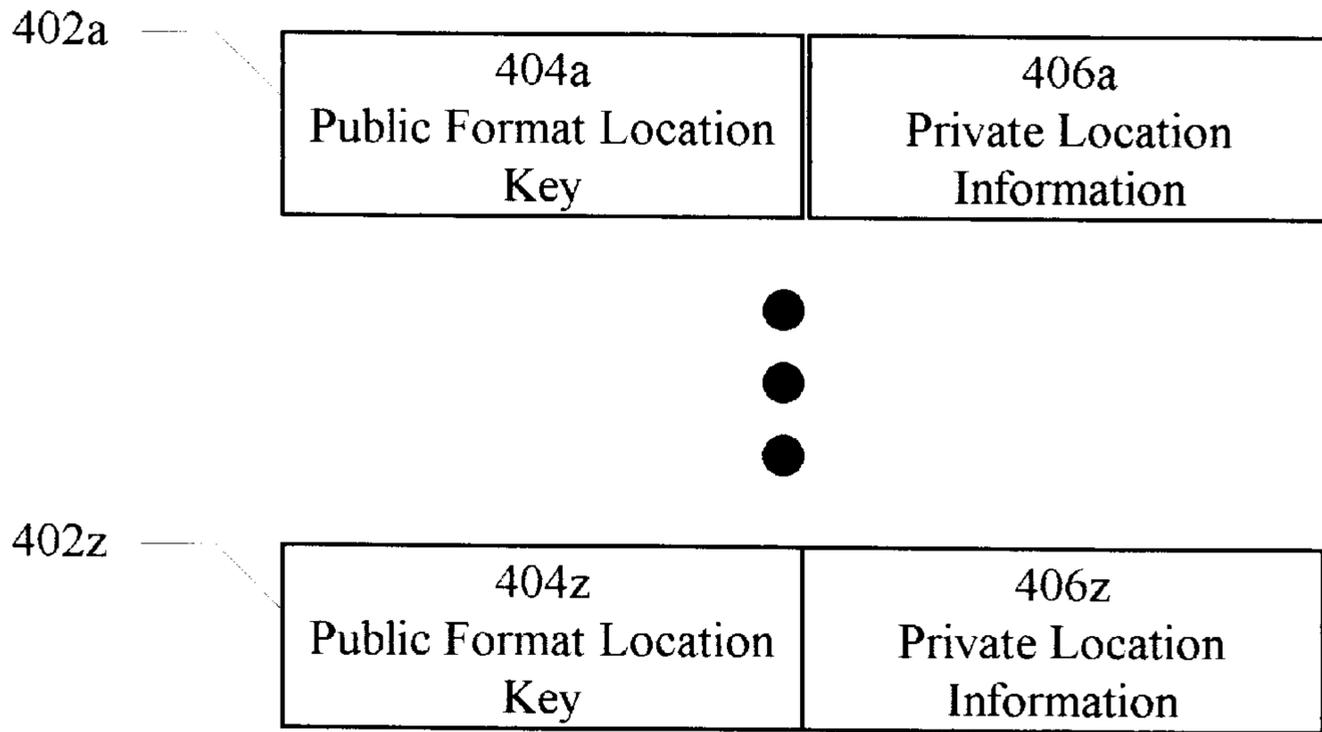 402a
404a
Public Format Location
Key
406a
Private Location
Information
402z
404z
Public Format Location
Key
406z
Private Location
Information